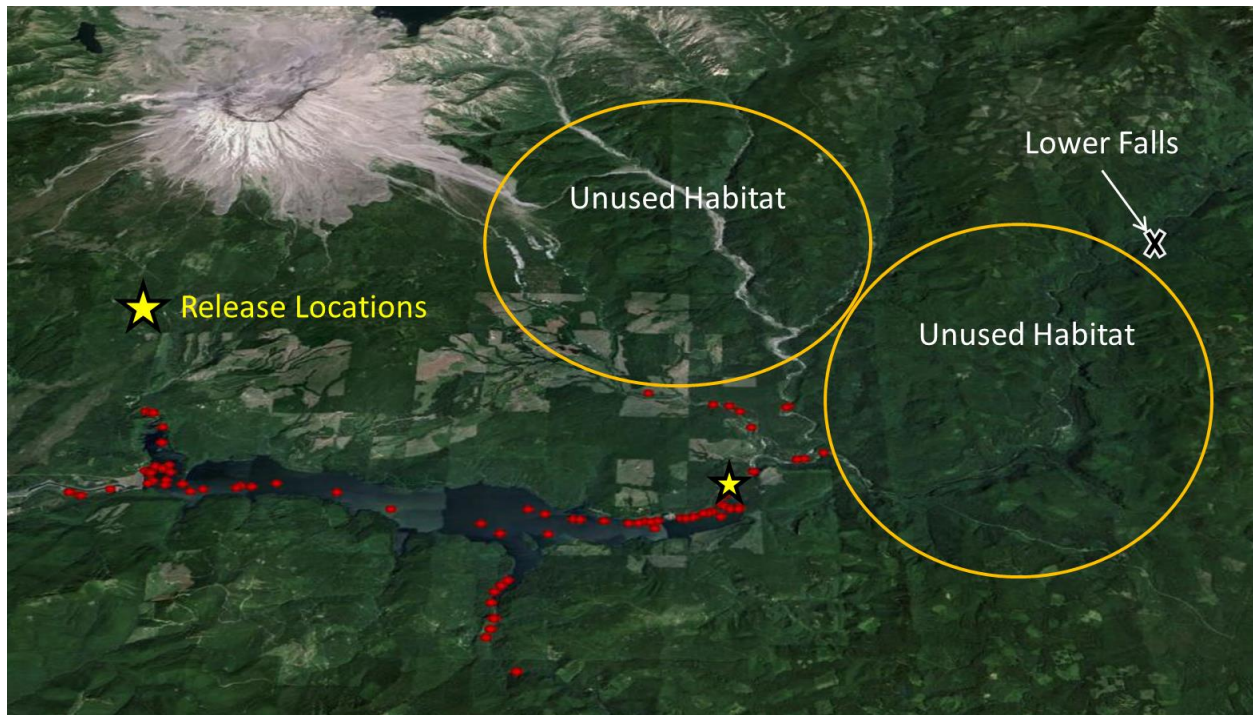 Lower Falls
Unused Habitat
Release Locations
Unused Habitat
X